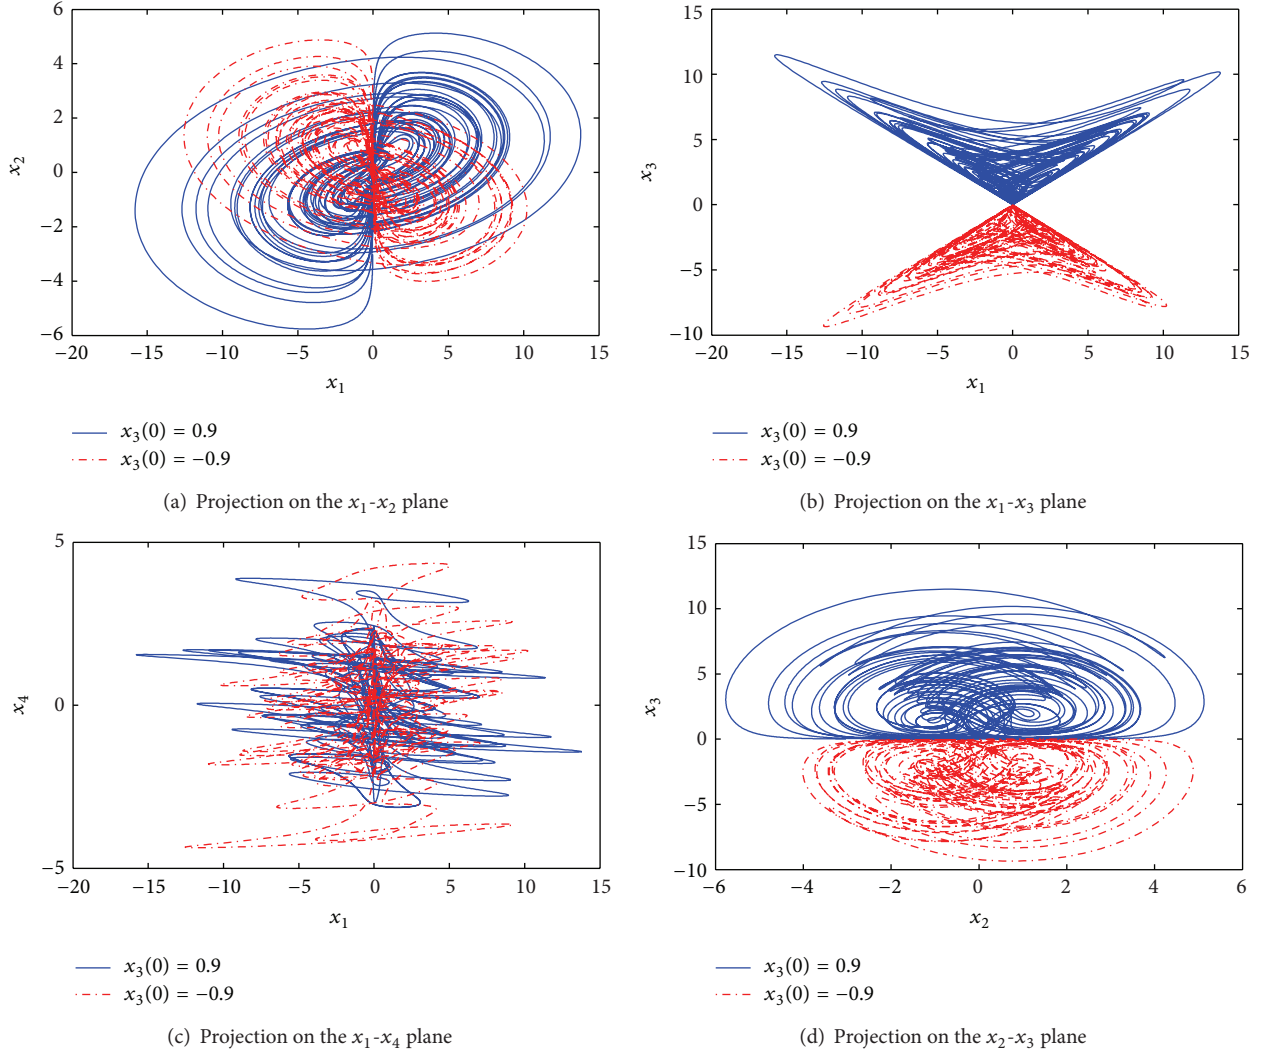 6
4
2
0
−2
−4
−6
x₂
−20 −15 −10 −5 0 5 10 15
x₁
x₃(0) = 0.9
x₃(0) = −0.9
(a) Projection on the x₁-x₂ plane
15
10
5
0
−5
−10
x₃
−20 −15 −10 −5 0 5 10 15
x₁
x₃(0) = 0.9
x₃(0) = −0.9
(b) Projection on the x₁-x₃ plane
5
0
−5
x₄
−20 −15 −10 −5 0 5 10 15
x₁
x₃(0) = 0.9
x₃(0) = −0.9
(c) Projection on the x₁-x₄ plane
15
10
5
0
−5
−10
x₃
−6 −4 −2 0 2 4 6
x₂
x₃(0) = 0.9
x₃(0) = −0.9
(d) Projection on the x₂-x₃ plane